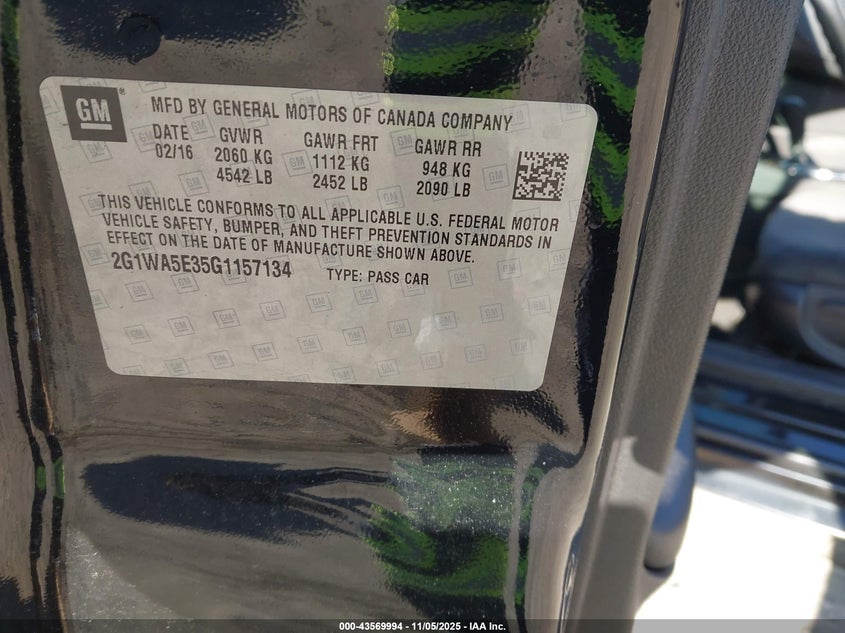 GM
MFD BY GENERAL MOTORS OF CANADA COMPANY
DATE GVWR GAWR FRT GAWR RR
02/16 2060 KG 1112 KG 948 KG
4542 LB 2452 LB 2090 LB
THIS VEHICLE CONFORMS TO ALL APPLICABLE U.S. FEDERAL MOTOR
VEHICLE SAFETY, BUMPER, AND THEFT PREVENTION STANDARDS IN
EFFECT ON THE DATE OF MANUFACTURE SHOWN ABOVE.
2G1WA5E35G1157134 TYPE: PASS CAR
000-43569994 - 11/05/2025 - IAA Inc.